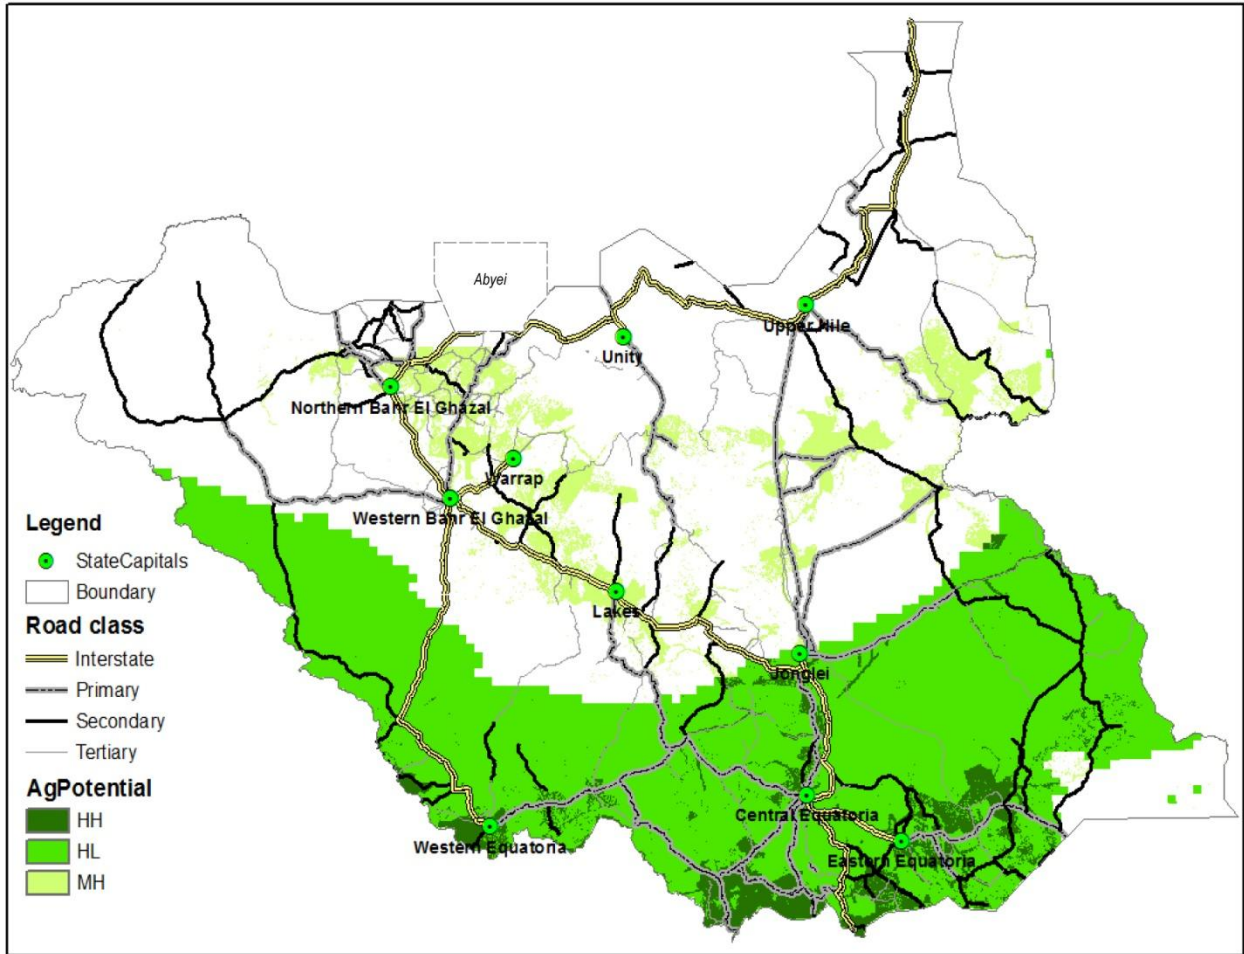 Abyei
Upper Nile
Unity
Northern Bahr El Ghazal
Warrap
Western Bahr El Ghazal
Lakes
Jonglei
Central Equatoria
Western Equatoria
Eastern Equatoria
Legend
StateCapitals
Boundary
Road class
Interstate
Primary
Secondary
Tertiary
AgPotential
HH
HL
MH